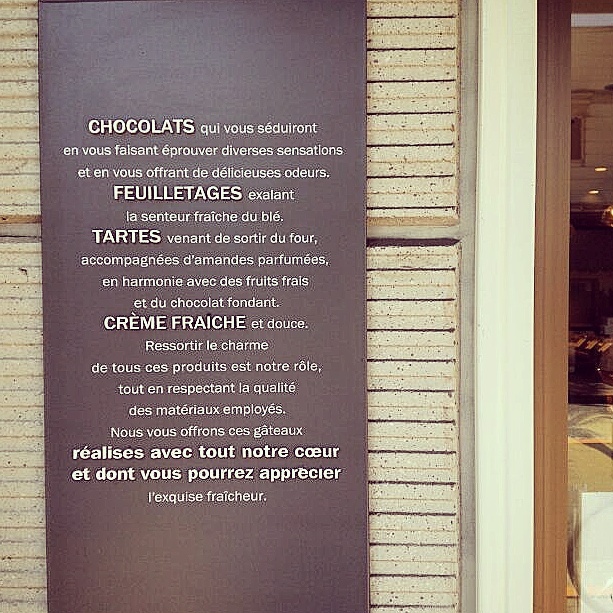 CHOCOLATS qui vous séduiront
en vous faisant éprouver diverses sensations
et en vous offrant de délicieuses odeurs.
FEUILLETAGES exalant
la senteur fraîche du blé.
TARTES venant de sortir du four,
accompagnées d'amandes parfumées,
en harmonie avec des fruits frais
et du chocolat fondant.
CRÈME FRAICHE et douce.
Ressortir le charme
de tous ces produits est notre rôle,
tout en respectant la qualité
des matériaux employés.
Nous vous offrons ces gâteaux
réalises avec tout notre cœur
et dont vous pourrez apprécier
l'exquise fraîcheur.